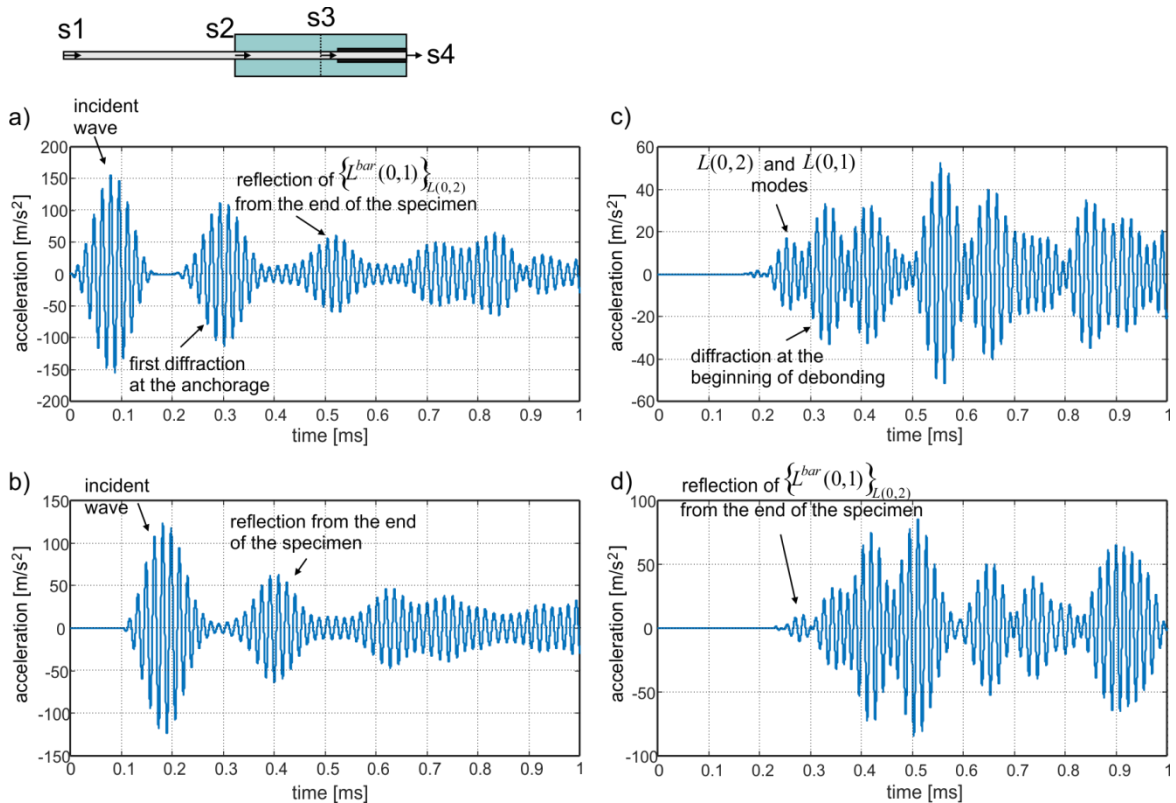 s1 s2 s3 s4
a)
incident
wave
reflection of {L^bar (0,1)}_L(0,2)
from the end of the specimen
first diffraction
at the anchorage
acceleration [m/s²]
200
150
100
50
0
-50
-100
-150
-200
0 0.1 0.2 0.3 0.4 0.5 0.6 0.7 0.8 0.9 1
time [ms]
c)
L(0,2) and L(0,1)
modes
diffraction at the
beginning of debonding
acceleration [m/s²]
60
40
20
0
-20
-40
-60
0 0.1 0.2 0.3 0.4 0.5 0.6 0.7 0.8 0.9 1
time [ms]
b)
incident
wave
reflection from the end
of the specimen
acceleration [m/s²]
150
100
50
0
-50
-100
-150
0 0.1 0.2 0.3 0.4 0.5 0.6 0.7 0.8 0.9 1
time [ms]
d)
reflection of {L^bar (0,1)}_L(0,2)
from the end of the specimen
acceleration [m/s²]
100
50
0
-50
-100
0 0.1 0.2 0.3 0.4 0.5 0.6 0.7 0.8 0.9 1
time [ms]